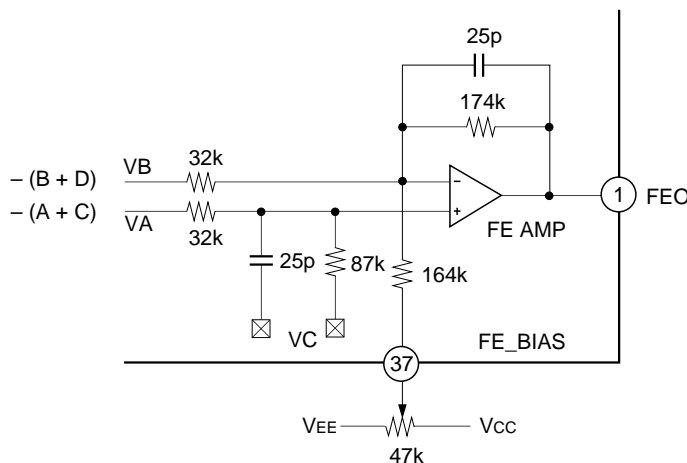 25p
174k
– (B + D)
VB
32k
– (A + C)
VA
32k
–
+
FE AMP
1
FEO
25p
87k
164k
VC
FE_BIAS
37
VEE
VCC
47k